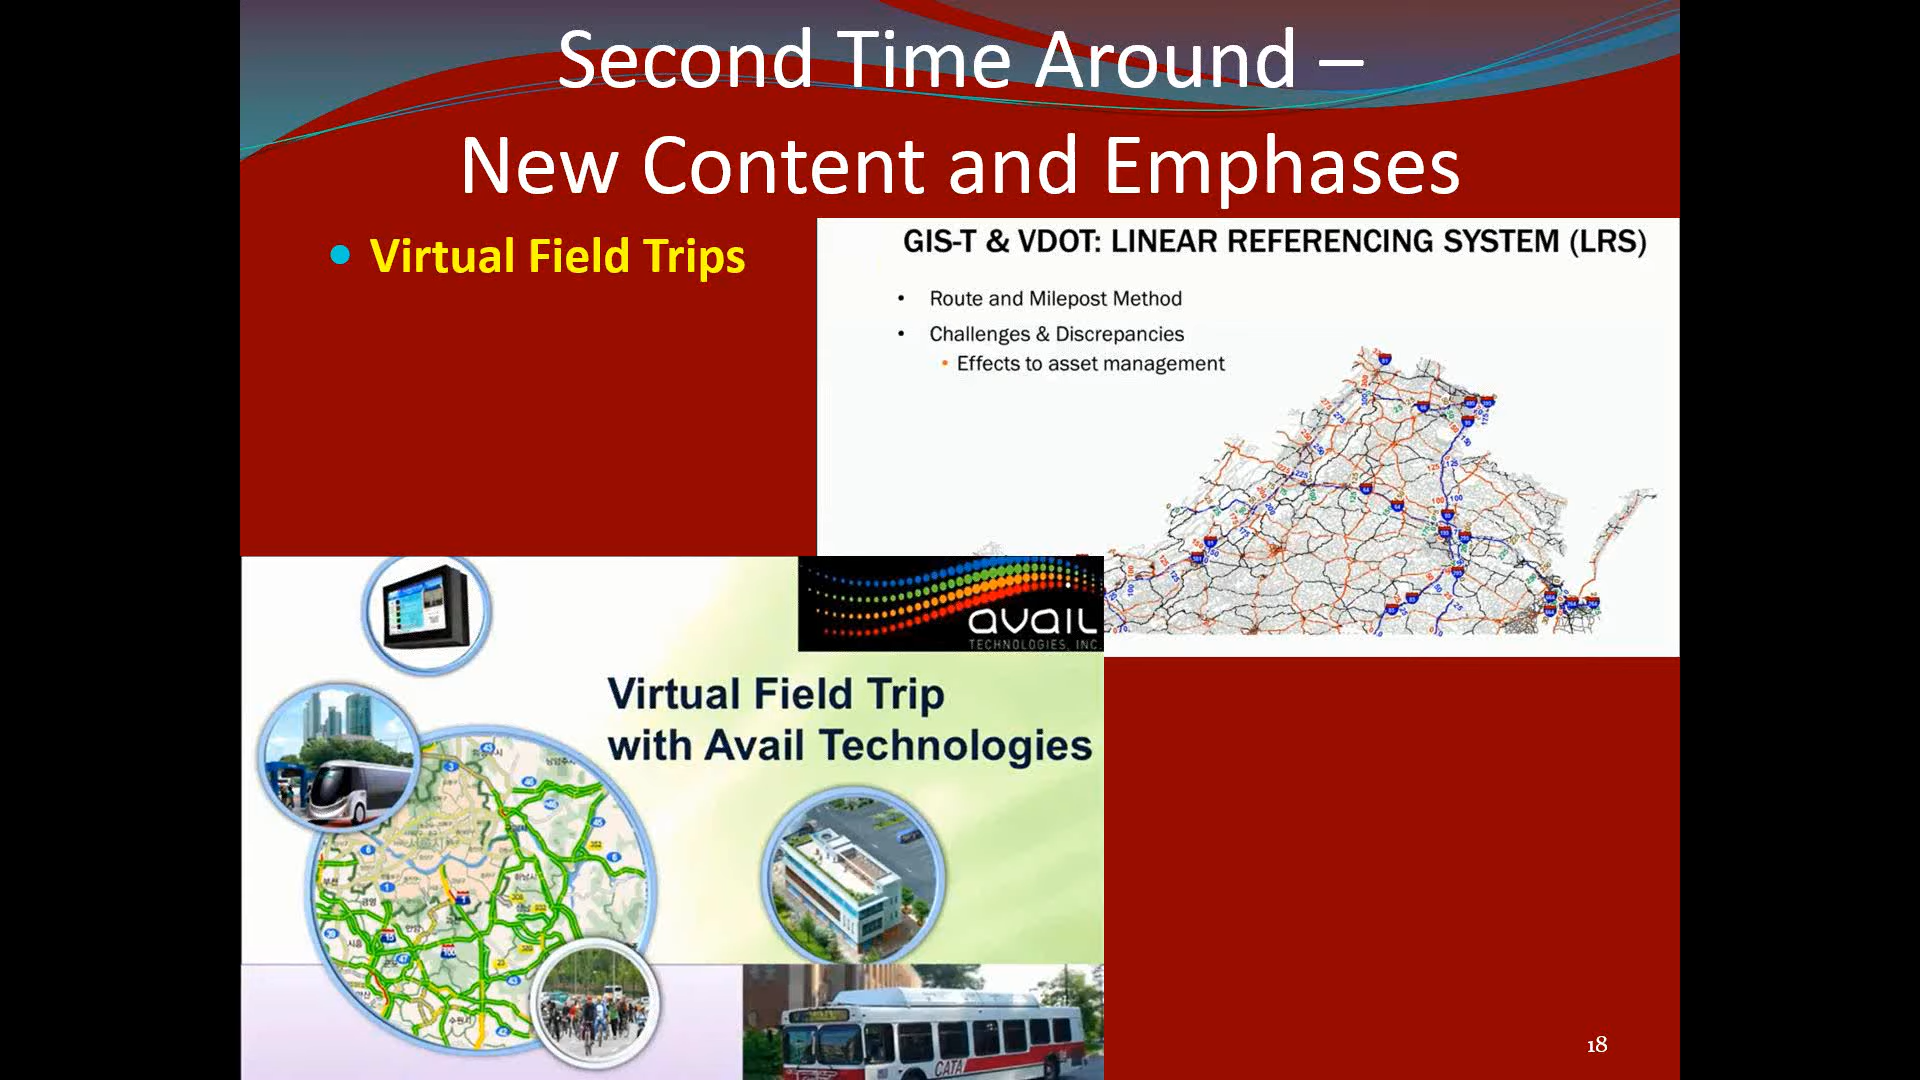 Second Time Around –
New Content and Emphases
• Virtual Field Trips
GIS-T & VDOT: LINEAR REFERENCING SYSTEM (LRS)
• Route and Milepost Method
• Challenges & Discrepancies
• Effects to asset management
avail
TECHNOLOGIES, INC.
Virtual Field Trip
with Avail Technologies
CATA
18